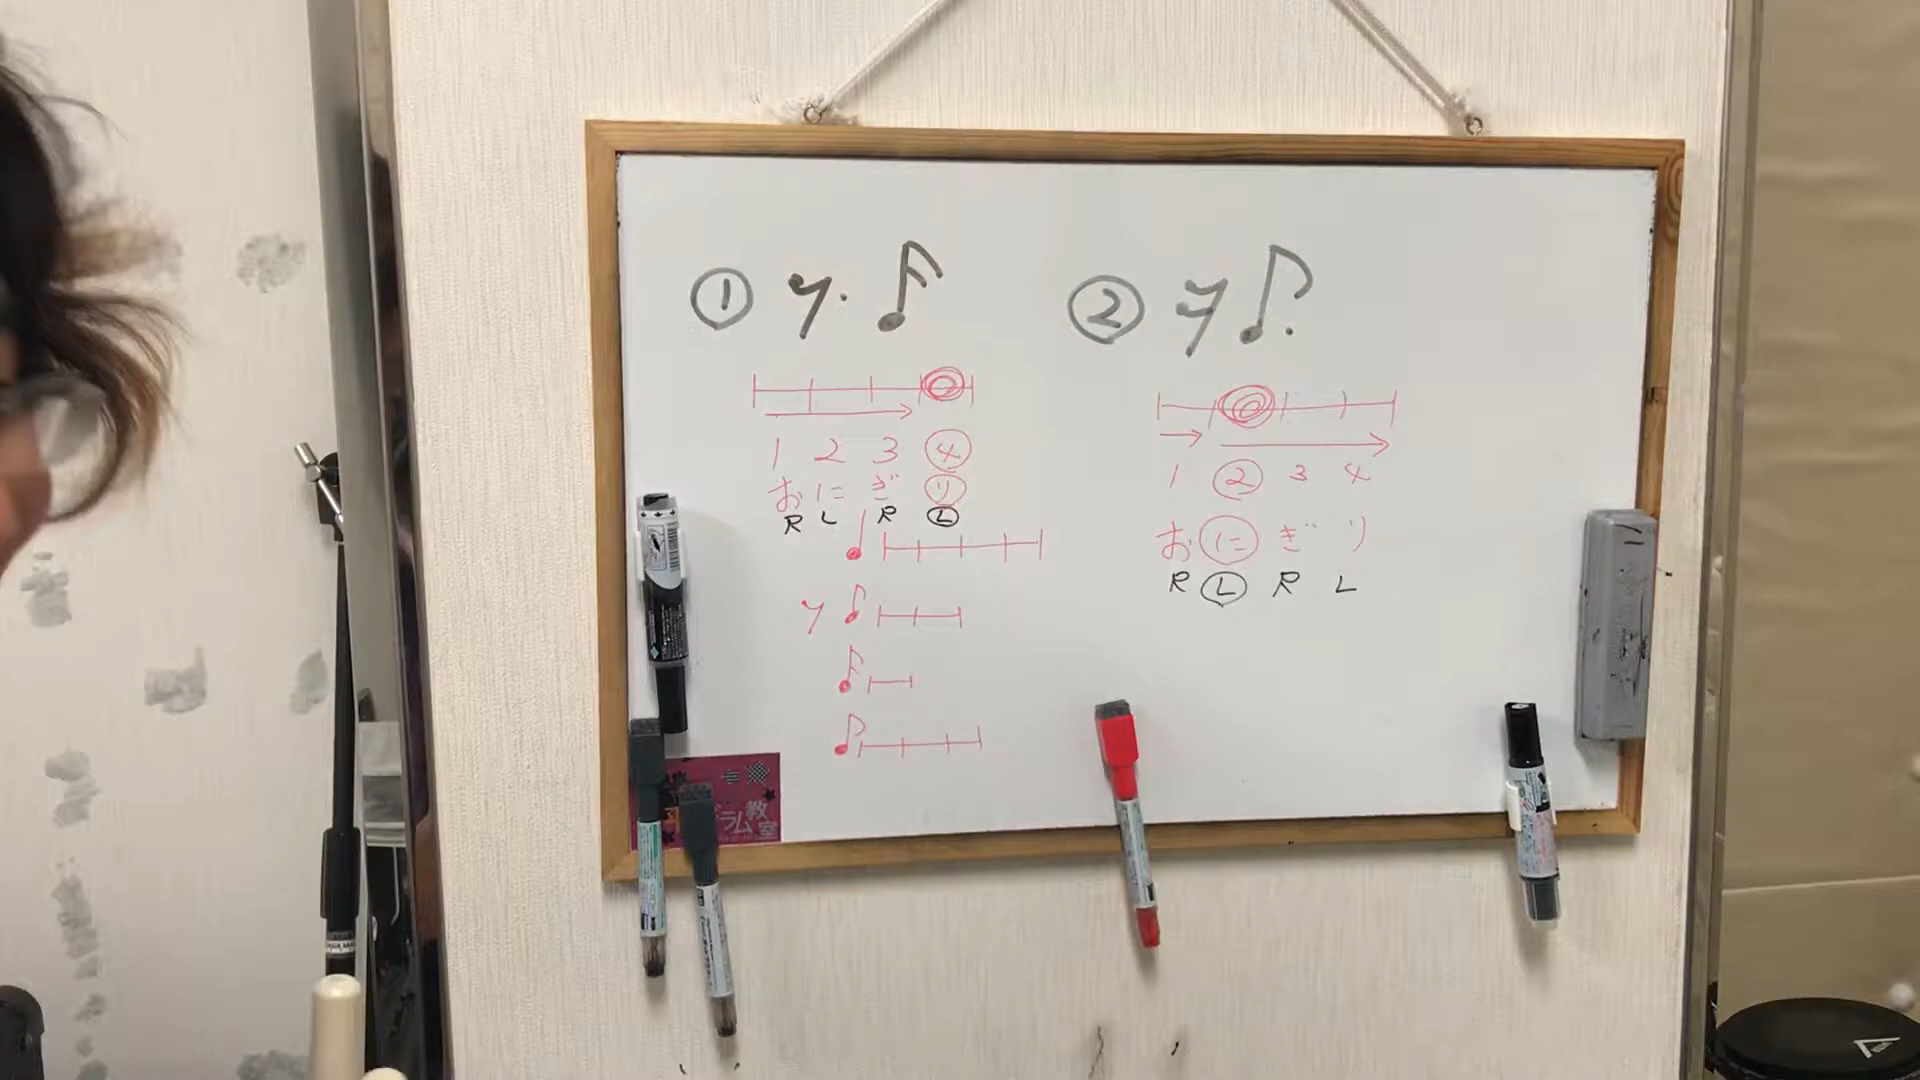 ①
1 2 3 ④
お に ぎ り
R L R Ⓛ
②
1 ② 3 4
お に ぎ り
R Ⓛ R L
ドラム教室